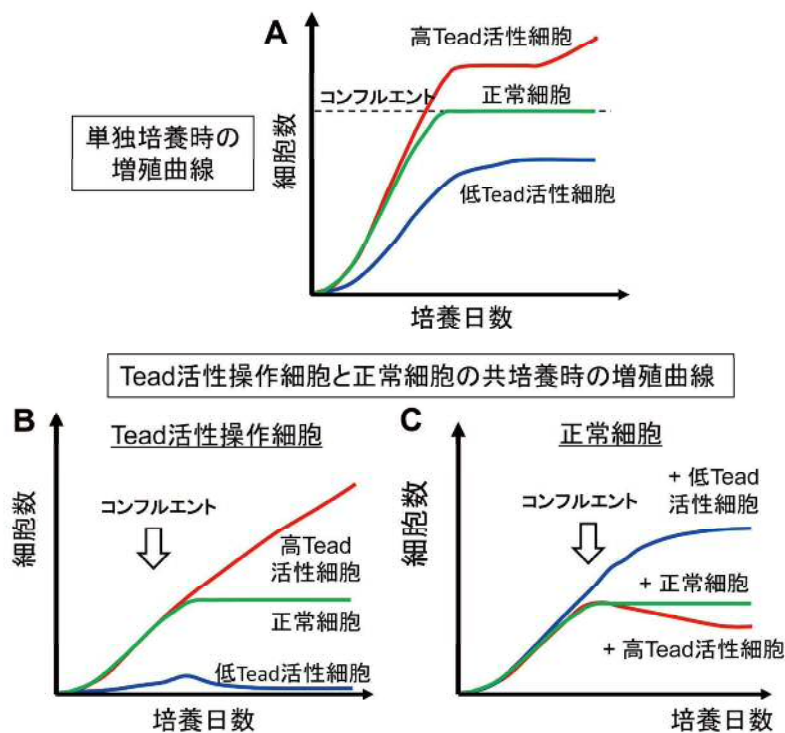 A
高Tead活性細胞
コンフルエント
正常細胞
単独培養時の
増殖曲線
細胞数
低Tead活性細胞
培養日数
Tead活性操作細胞と正常細胞の共培養時の増殖曲線
B
Tead活性操作細胞
細胞数
コンフルエント
高Tead
活性細胞
正常細胞
低Tead活性細胞
培養日数
C
正常細胞
細胞数
+ 低Tead
活性細胞
コンフルエント
+ 正常細胞
+ 高Tead活性細胞
培養日数